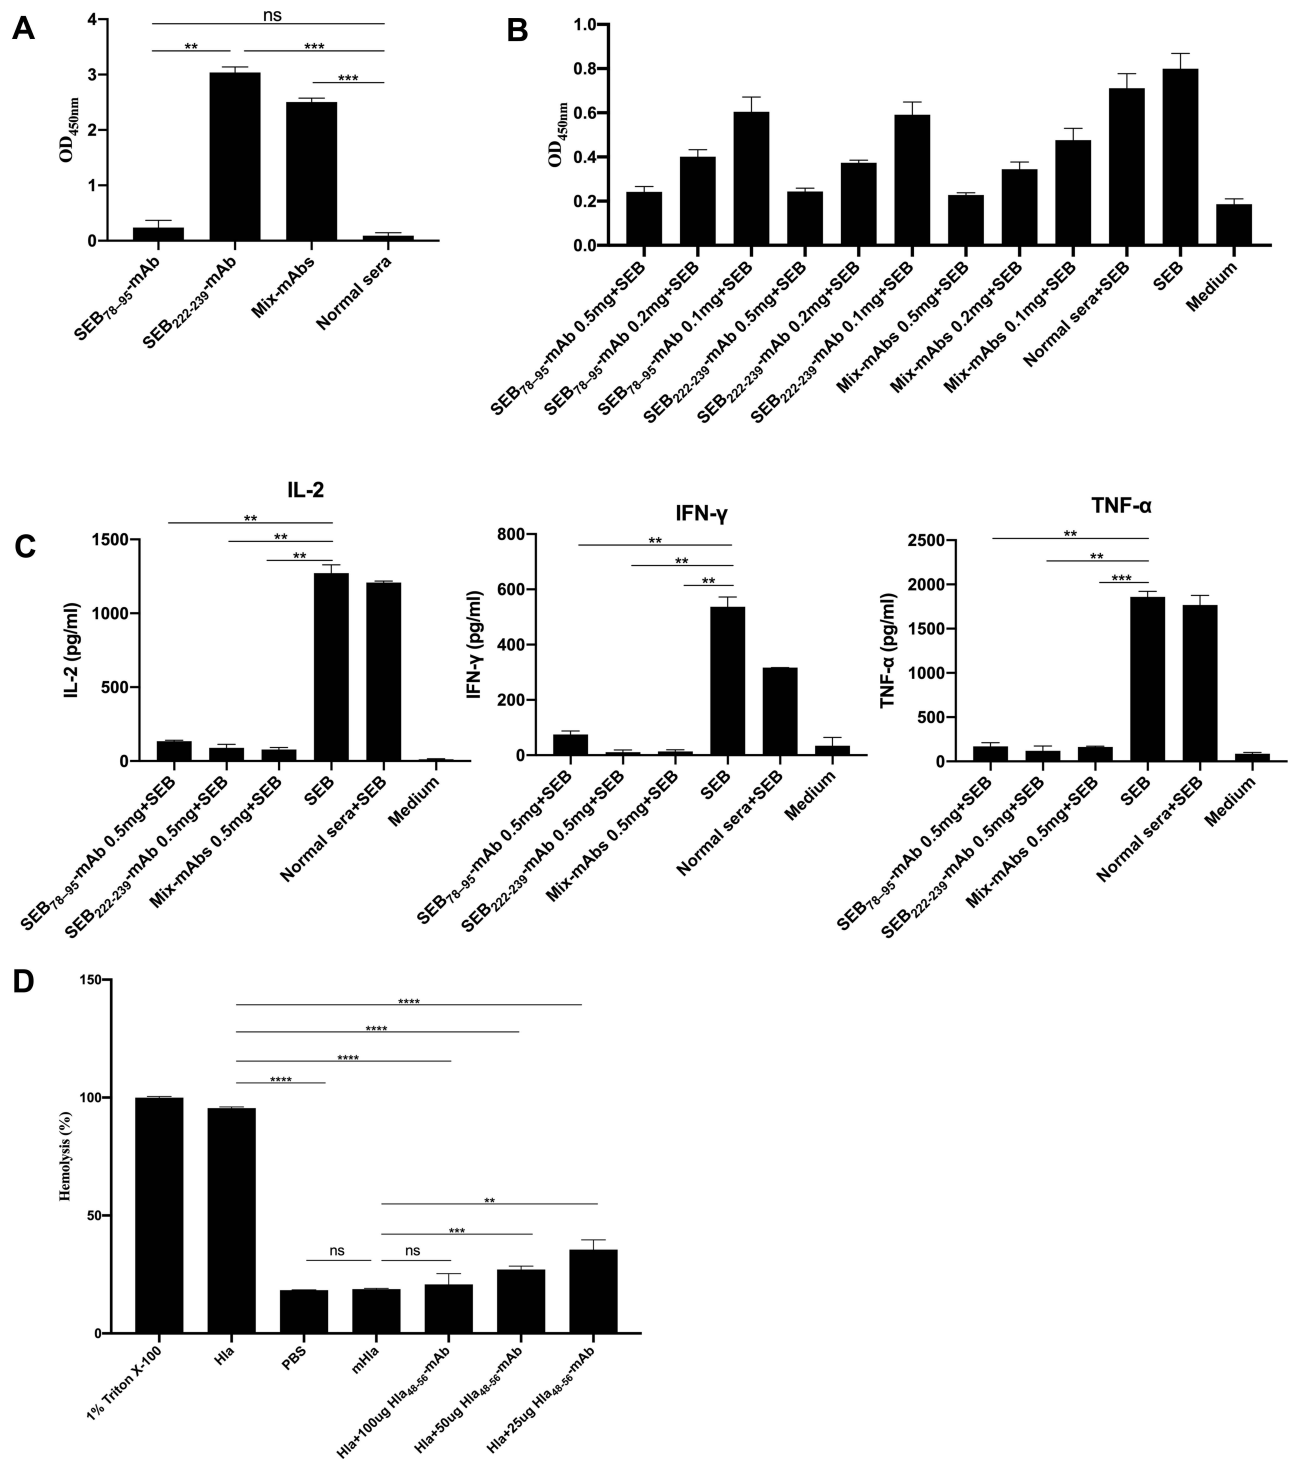 A
OD450nm
4
3
2
1
0
ns
**
***
***
SEB78–95-mAb
SEB222-239-mAb
Mix-mAbs
Normal sera
B
OD450nm
1.0
0.8
0.6
0.4
0.2
0.0
SEB78–95-mAb 0.5mg+SEB
SEB78–95-mAb 0.2mg+SEB
SEB78–95-mAb 0.1mg+SEB
SEB222-239-mAb 0.5mg+SEB
SEB222-239-mAb 0.2mg+SEB
SEB222-239-mAb 0.1mg+SEB
Mix-mAbs 0.5mg+SEB
Mix-mAbs 0.2mg+SEB
Mix-mAbs 0.1mg+SEB
Normal sera+SEB
SEB
Medium
C
IL-2
IL-2 (pg/ml)
1500
1000
500
0
**
**
**
SEB78–95-mAb 0.5mg+SEB
SEB222-239-mAb 0.5mg+SEB
Mix-mAbs 0.5mg+SEB
SEB
Normal sera+SEB
Medium
IFN-γ
IFN-γ (pg/ml)
800
600
400
200
0
**
**
**
SEB78–95-mAb 0.5mg+SEB
SEB222-239-mAb 0.5mg+SEB
Mix-mAbs 0.5mg+SEB
SEB
Normal sera+SEB
Medium
TNF-α
TNF-α (pg/ml)
2500
2000
1500
1000
500
0
**
**
***
SEB78–95-mAb 0.5mg+SEB
SEB222-239-mAb 0.5mg+SEB
Mix-mAbs 0.5mg+SEB
SEB
Normal sera+SEB
Medium
D
Hemolysis (%)
150
100
50
0
****
****
****
****
**
***
ns
ns
1% Triton X-100
Hla
PBS
mHla
Hla+100ug Hla48-56-mAb
Hla+50ug Hla48-56-mAb
Hla+25ug Hla48-56-mAb